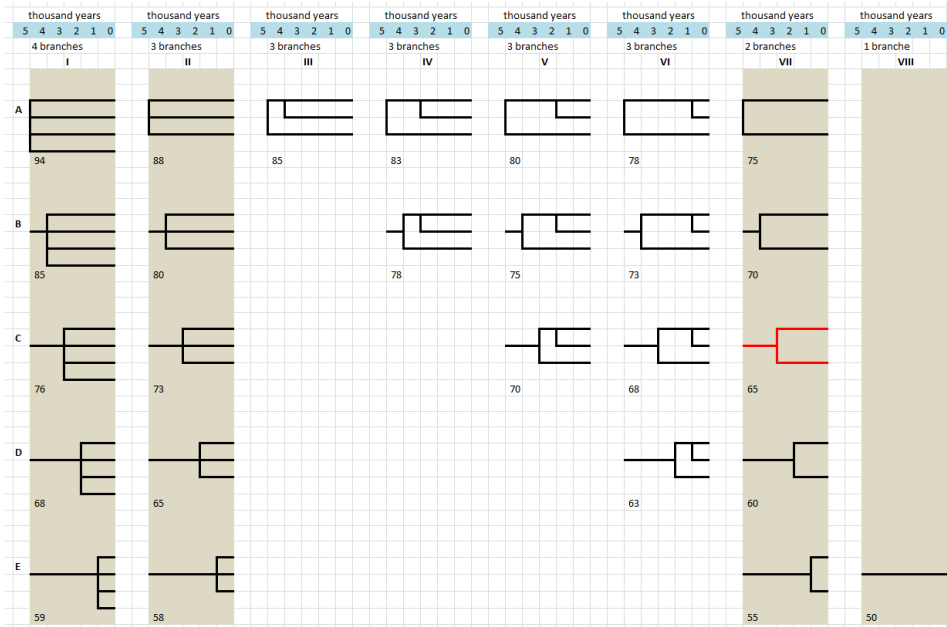 thousand years thousand years thousand years thousand years thousand years thousand years thousand years thousand years
5 4 3 2 1 0 5 4 3 2 1 0 5 4 3 2 1 0 5 4 3 2 1 0 5 4 3 2 1 0 5 4 3 2 1 0 5 4 3 2 1 0 5 4 3 2 1 0
4 branches 3 branches 3 branches 3 branches 3 branches 3 branches 2 branches 1 branche
I II III IV V VI VII VIII
A
94 88 85 83 80 78 75
B
85 80 78 75 73 70
C
76 73 70 68 65
D
68 65 63 60
E
59 58 55 50